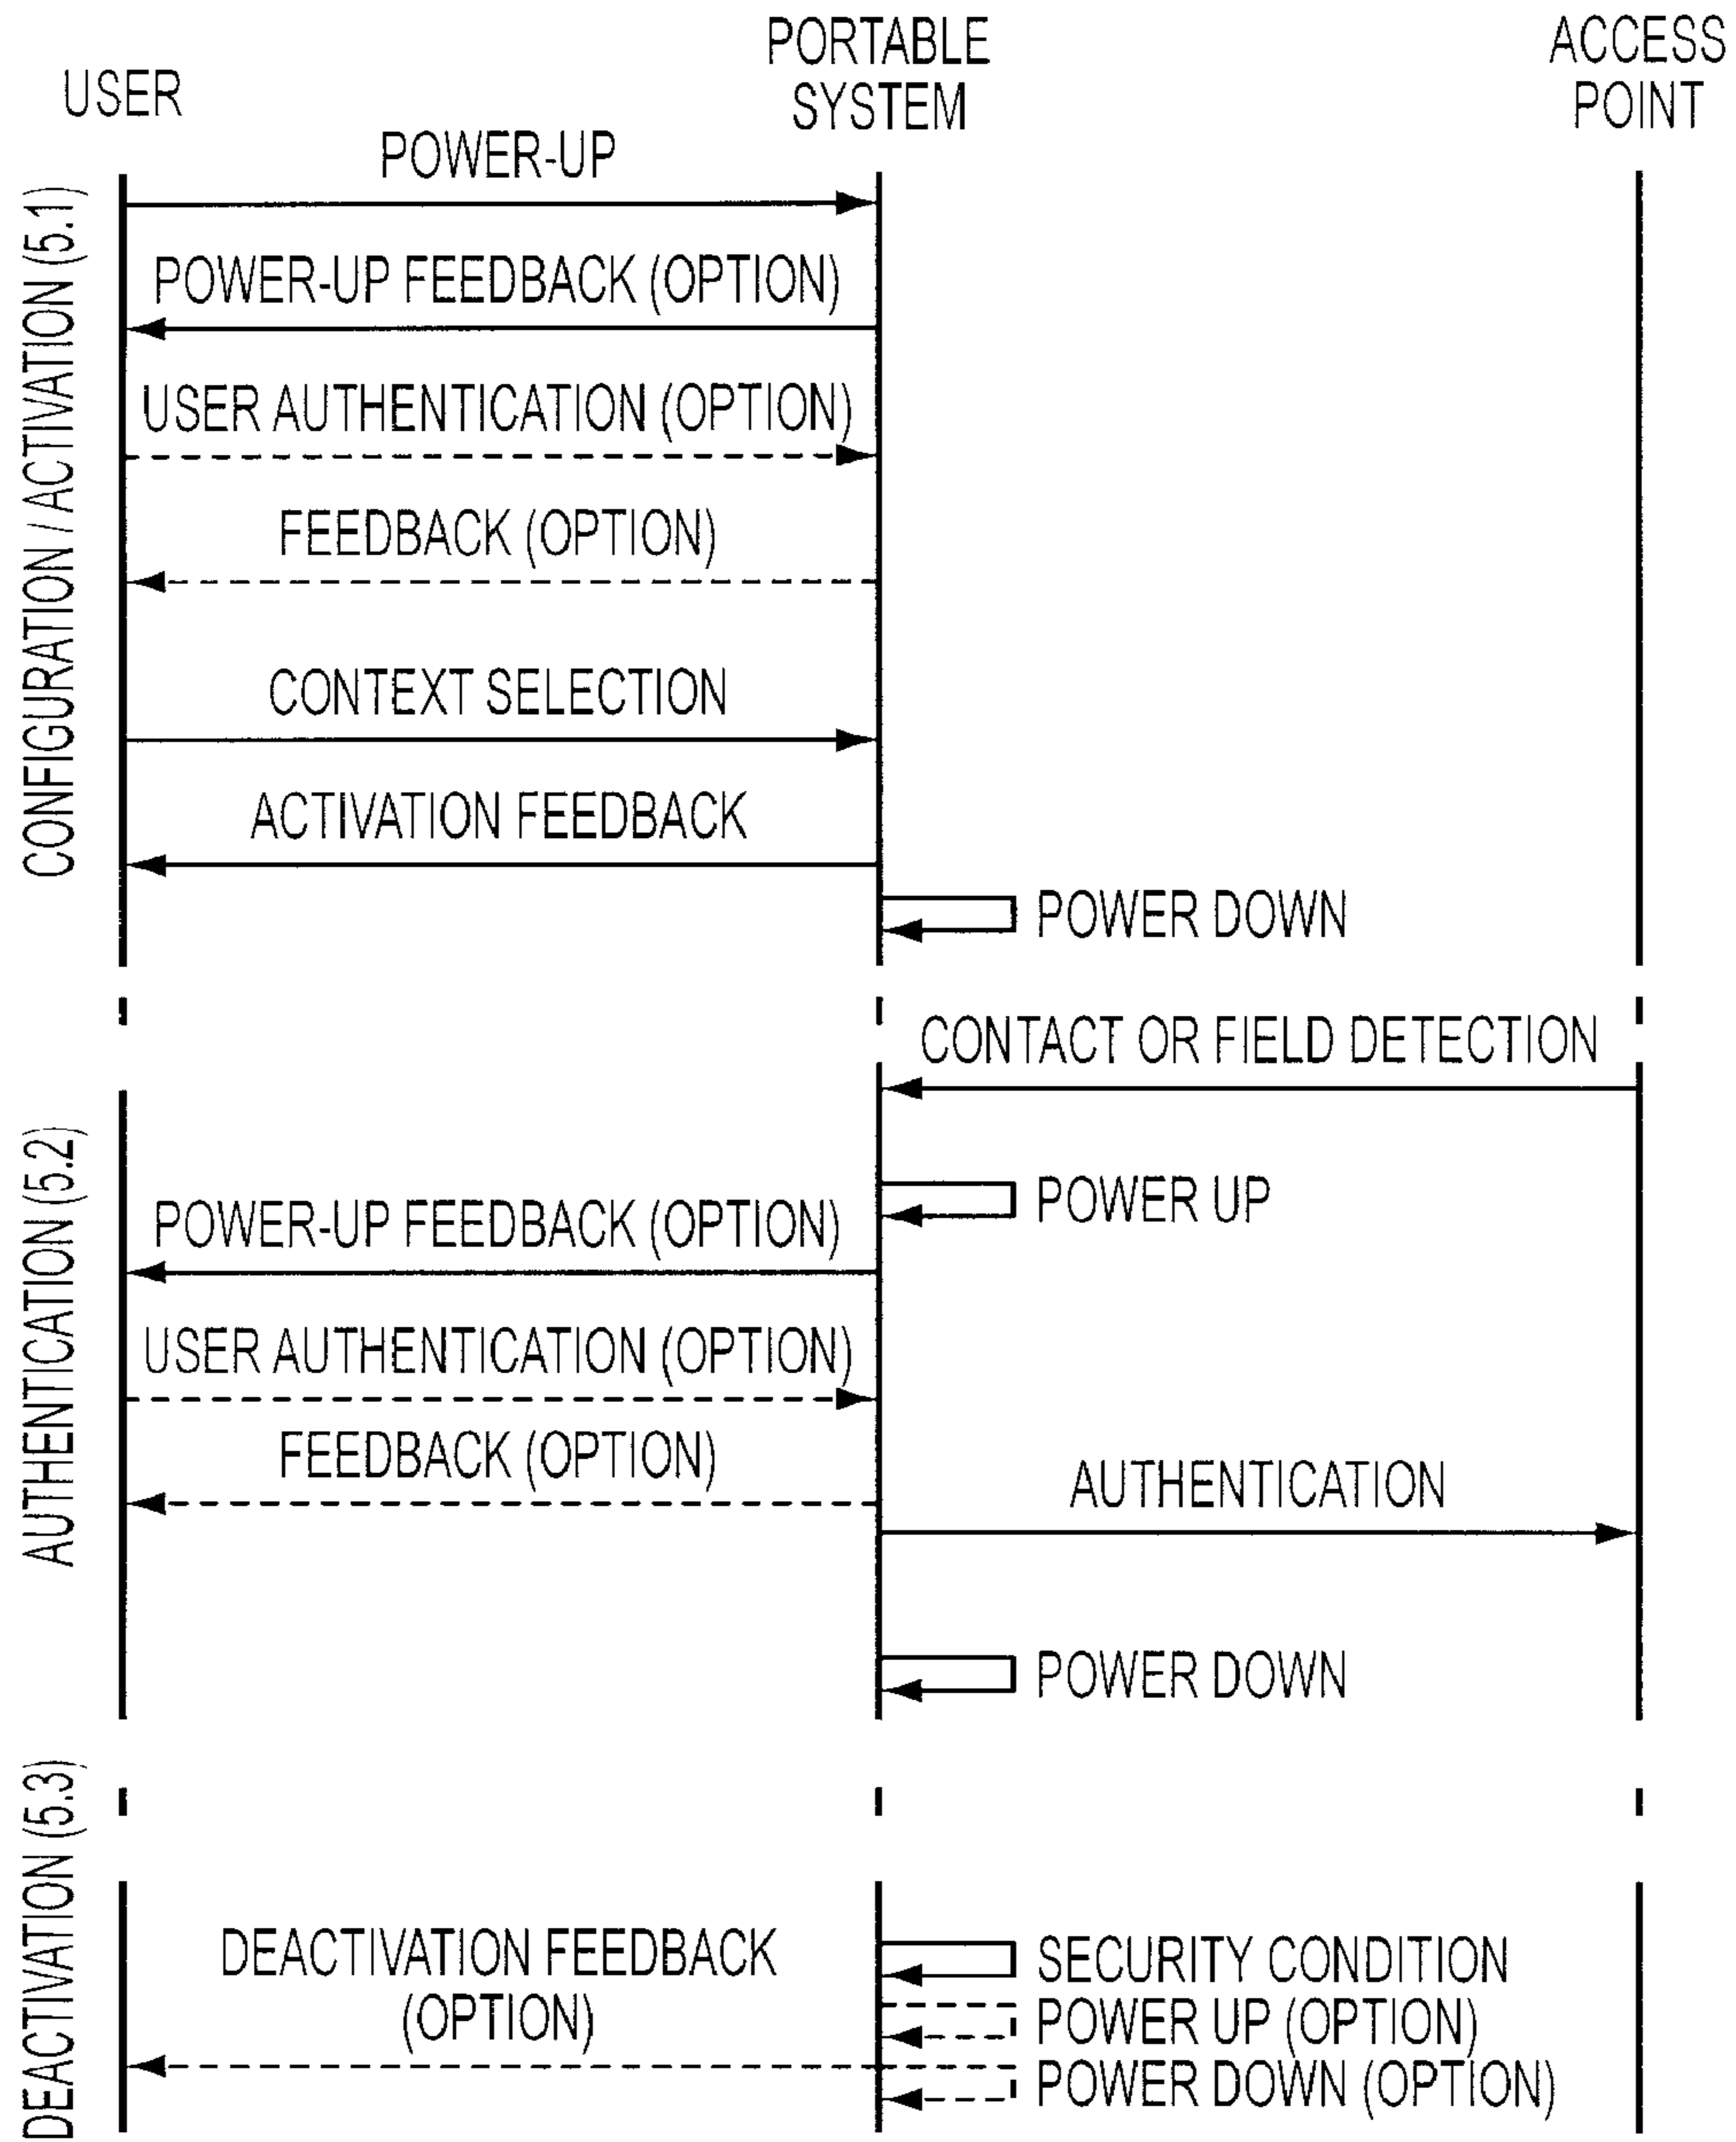 USER
PORTABLE
SYSTEM
ACCESS
POINT
CONFIGURATION / ACTIVATION (5.1)
POWER-UP
POWER-UP FEEDBACK (OPTION)
USER AUTHENTICATION (OPTION)
FEEDBACK (OPTION)
CONTEXT SELECTION
ACTIVATION FEEDBACK
POWER DOWN
CONTACT OR FIELD DETECTION
AUTHENTICATION (5.2)
POWER UP
POWER-UP FEEDBACK (OPTION)
USER AUTHENTICATION (OPTION)
FEEDBACK (OPTION)
AUTHENTICATION
POWER DOWN
DEACTIVATION (5.3)
DEACTIVATION FEEDBACK
(OPTION)
SECURITY CONDITION
POWER UP (OPTION)
POWER DOWN (OPTION)